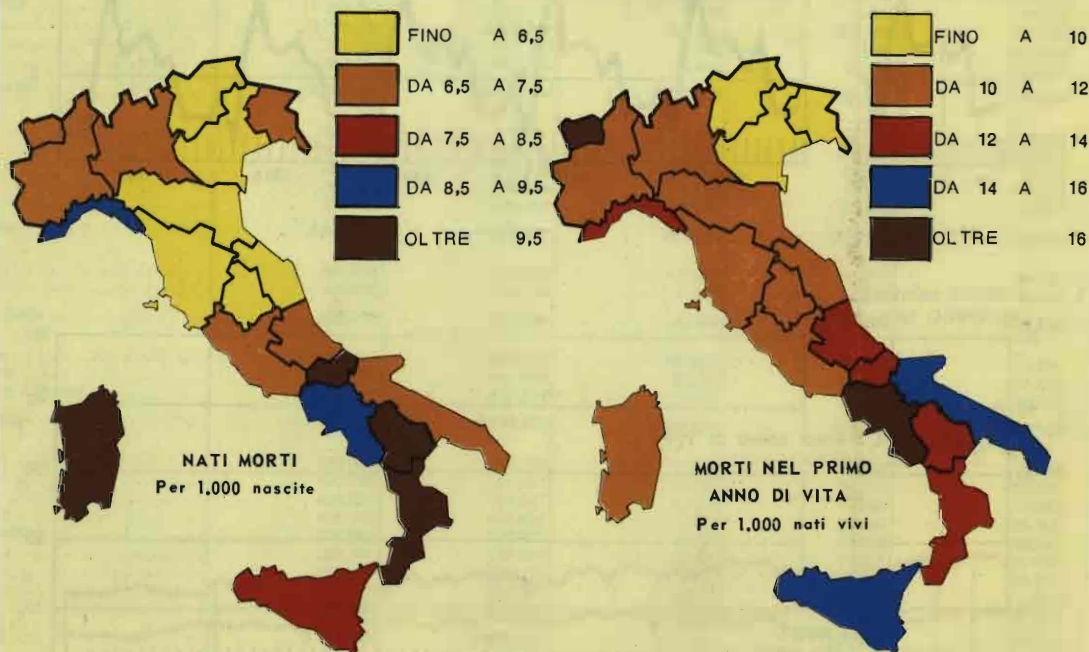 FINO A 6,5
DA 6,5 A 7,5
DA 7,5 A 8,5
DA 8,5 A 9,5
OLTRE 9,5
NATI MORTI
Per 1.000 nascite
FINO A 10
DA 10 A 12
DA 12 A 14
DA 14 A 16
OLTRE 16
MORTI NEL PRIMO
ANNO DI VITA
Per 1.000 nati vivi